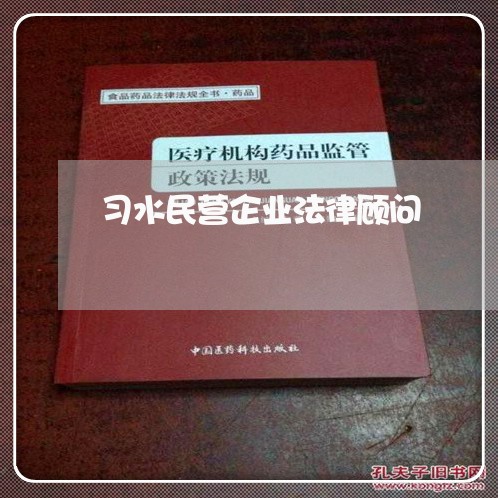 食品药品法律法规全书·药品
医疗机构药品监管
政策法规
习水民营企业法律顾问
中国医药科技出版社
孔夫子旧书网
www.kongfz.com